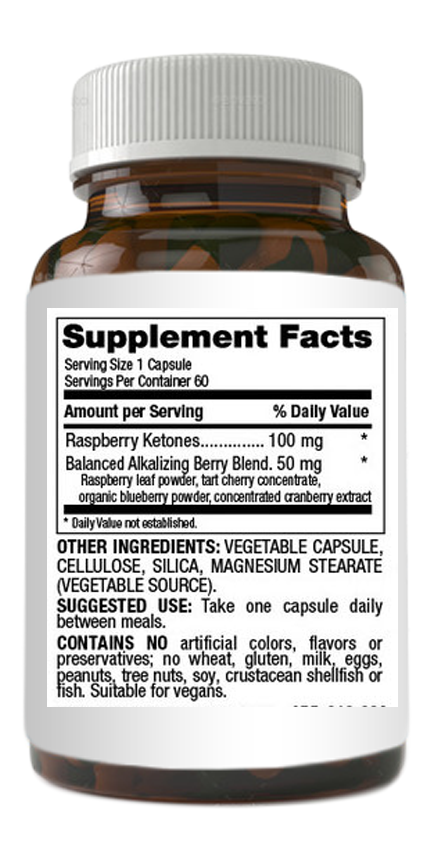 Supplement Facts
Serving Size 1 Capsule
Servings Per Container 60
Amount per Serving % Daily Value
Raspberry Ketones.............. 100 mg *
Balanced Alkalizing Berry Blend. 50 mg *
Raspberry leaf powder, tart cherry concentrate,
organic blueberry powder, concentrated cranberry extract
* Daily Value not established.
OTHER INGREDIENTS: VEGETABLE CAPSULE,
CELLULOSE, SILICA, MAGNESIUM STEARATE
(VEGETABLE SOURCE).
SUGGESTED USE: Take one capsule daily
between meals.
CONTAINS NO artificial colors, flavors or
preservatives; no wheat, gluten, milk, eggs,
peanuts, tree nuts, soy, crustacean shellfish or
fish. Suitable for vegans.